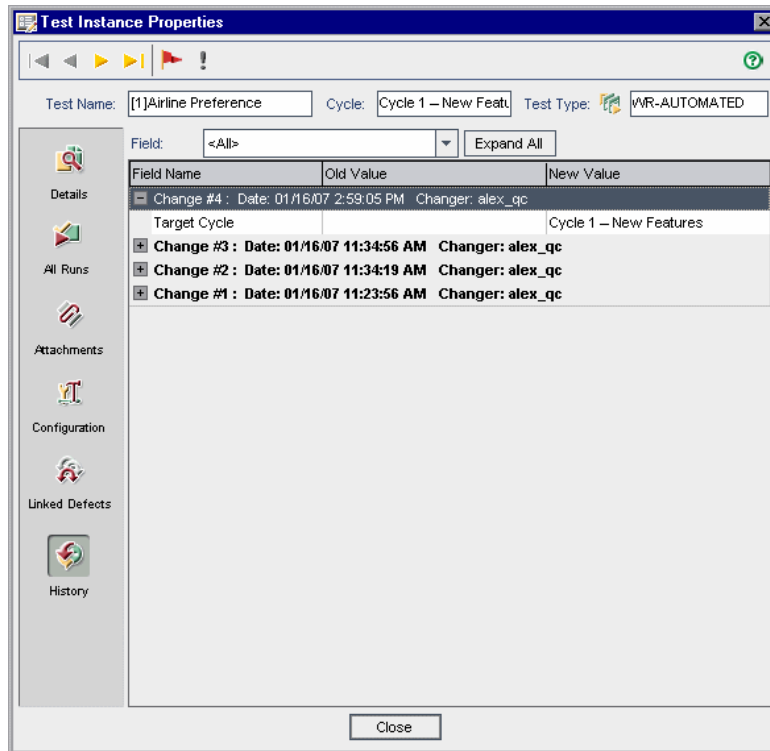 Test Instance Properties
Test Name: [1]Airline Preference Cycle: Cycle 1 – New Featu Test Type: WR-AUTOMATED
Field: <All> Expand All
Field Name Old Value New Value
Change #4 : Date: 01/16/07 2:59:05 PM Changer: alex_qc
Target Cycle Cycle 1 – New Features
Change #3 : Date: 01/16/07 11:34:56 AM Changer: alex_qc
Change #2 : Date: 01/16/07 11:34:19 AM Changer: alex_qc
Change #1 : Date: 01/16/07 11:23:56 AM Changer: alex_qc
Details
All Runs
Attachments
Configuration
Linked Defects
History
Close